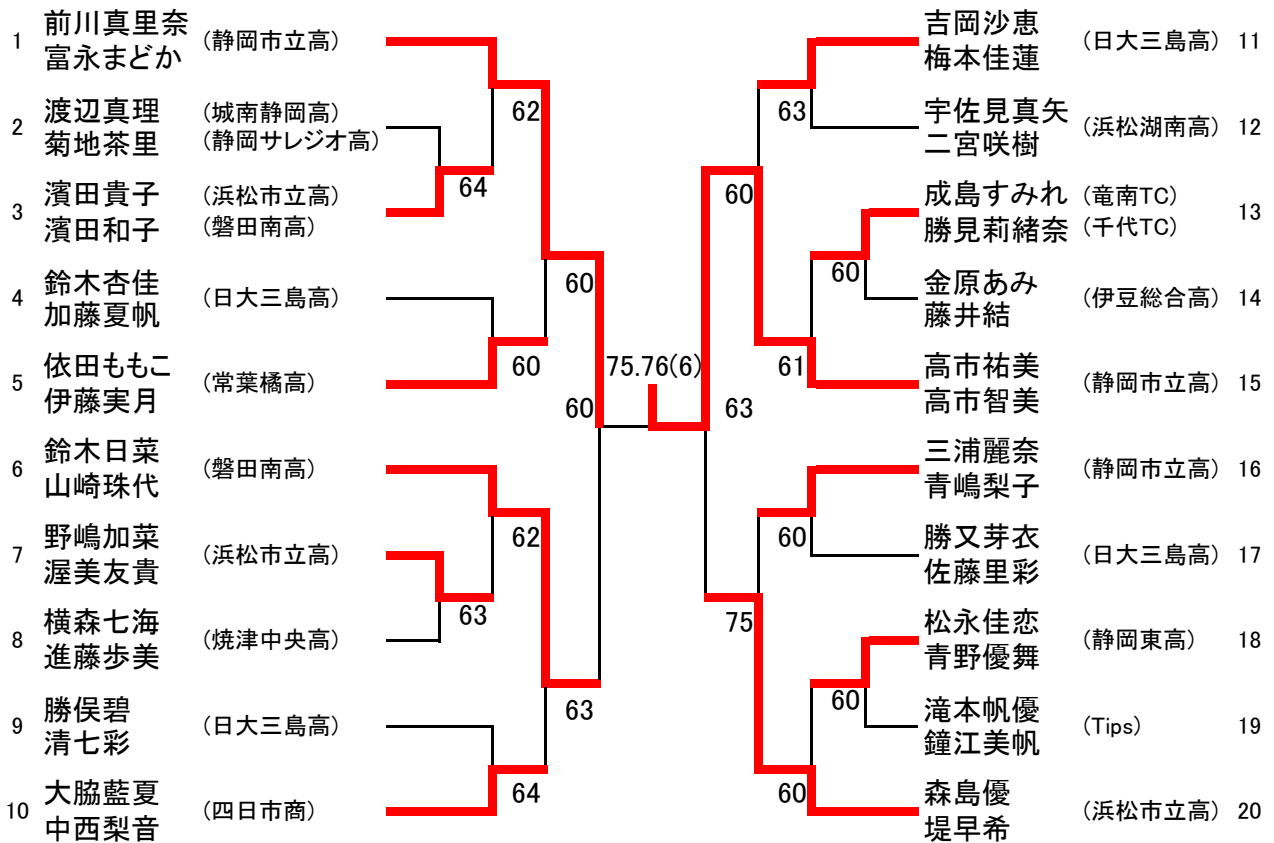 1 前川真里奈 (静岡市立高)
富永まどか
2 渡辺真理 (城南静岡高)
菊地茶里 (静岡サレジオ高)
3 濱田貴子 (浜松市立高)
濱田和子 (磐田南高)
4 鈴木杏佳 (日大三島高)
加藤夏帆
5 依田ももこ (常葉橘高)
伊藤実月
6 鈴木日菜 (磐田南高)
山崎珠代
7 野嶋加菜 (浜松市立高)
渥美友貴
8 横森七海 (焼津中央高)
進藤歩美
9 勝俣碧 (日大三島高)
清七彩
10 大脇藍夏 (四日市商)
中西梨音
62
64
60
60
60
62
63
63
64
75.76(6)
63
63
60
60
61
60
75
60
60
吉岡沙恵 (日大三島高) 11
梅本佳蓮
宇佐見真矢 (浜松湖南高) 12
二宮咲樹
成島すみれ (竜南TC) 13
勝見莉緒奈 (千代TC)
金原あみ (伊豆総合高) 14
藤井結
高市祐美 (静岡市立高) 15
高市智美
三浦麗奈 (静岡市立高) 16
青嶋梨子
勝又芽衣 (日大三島高) 17
佐藤里彩
松永佳恋 (静岡東高) 18
青野優舞
滝本帆優 (Tips) 19
鐘江美帆
森島優 (浜松市立高) 20
堤早希